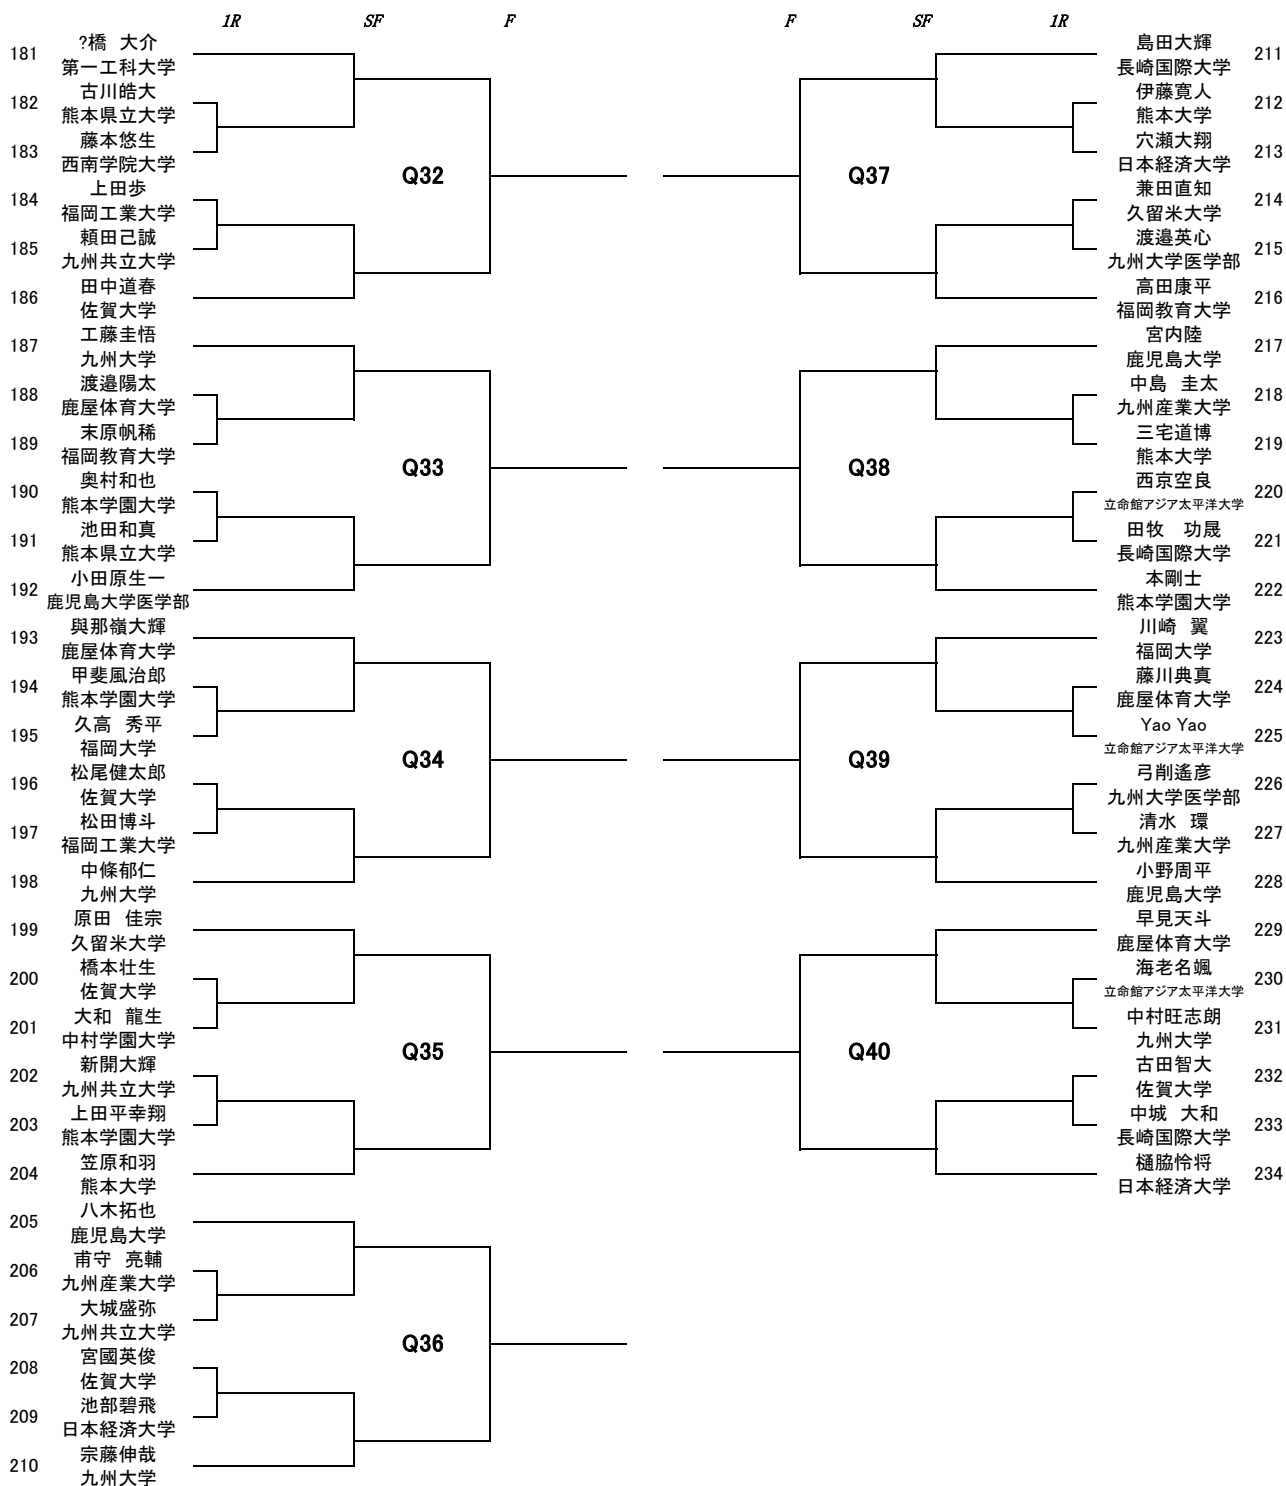 1R SF F
181 ?橋 大介
第一工科大学
182 古川皓大
熊本県立大学
183 藤本悠生
西南学院大学
184 上田歩
福岡工業大学
185 頼田己誠
九州共立大学
186 田中道春
佐賀大学
Q32
187 工藤圭悟
九州大学
188 渡邉陽太
鹿屋体育大学
189 末原帆稀
福岡教育大学
190 奥村和也
熊本学園大学
191 池田和真
熊本県立大学
192 小田原生一
鹿児島大学医学部
Q33
193 與那嶺大輝
鹿屋体育大学
194 甲斐風治郎
熊本学園大学
195 久高 秀平
福岡大学
196 松尾健太郎
佐賀大学
197 松田博斗
福岡工業大学
198 中條郁仁
九州大学
Q34
199 原田 佳宗
久留米大学
200 橋本壮生
佐賀大学
201 大和 龍生
中村学園大学
202 新開大輝
九州共立大学
203 上田平幸翔
熊本学園大学
204 笠原和羽
熊本大学
Q35
205 八木拓也
鹿児島大学
206 甫守 亮輔
九州産業大学
207 大城盛弥
九州共立大学
208 宮國英俊
佐賀大学
209 池部碧飛
日本経済大学
210 宗藤伸哉
九州大学
Q36
F SF 1R
島田大輝 211
長崎国際大学
伊藤寛人 212
熊本大学
穴瀬大翔 213
日本経済大学
兼田直知 214
久留米大学
渡邉英心 215
九州大学医学部
高田康平 216
福岡教育大学
Q37
宮内陸 217
鹿児島大学
中島 圭太 218
九州産業大学
三宅道博 219
熊本大学
西京空良 220
立命館アジア太平洋大学
田牧 功晟 221
長崎国際大学
本剛士 222
熊本学園大学
Q38
川崎 翼 223
福岡大学
藤川典真 224
鹿屋体育大学
Yao Yao 225
立命館アジア太平洋大学
弓削遙彦 226
九州大学医学部
清水 環 227
九州産業大学
小野周平 228
鹿児島大学
Q39
早見天斗 229
鹿屋体育大学
海老名颯 230
立命館アジア太平洋大学
中村旺志朗 231
九州大学
古田智大 232
佐賀大学
中城 大和 233
長崎国際大学
樋脇怜将 234
日本経済大学
Q40